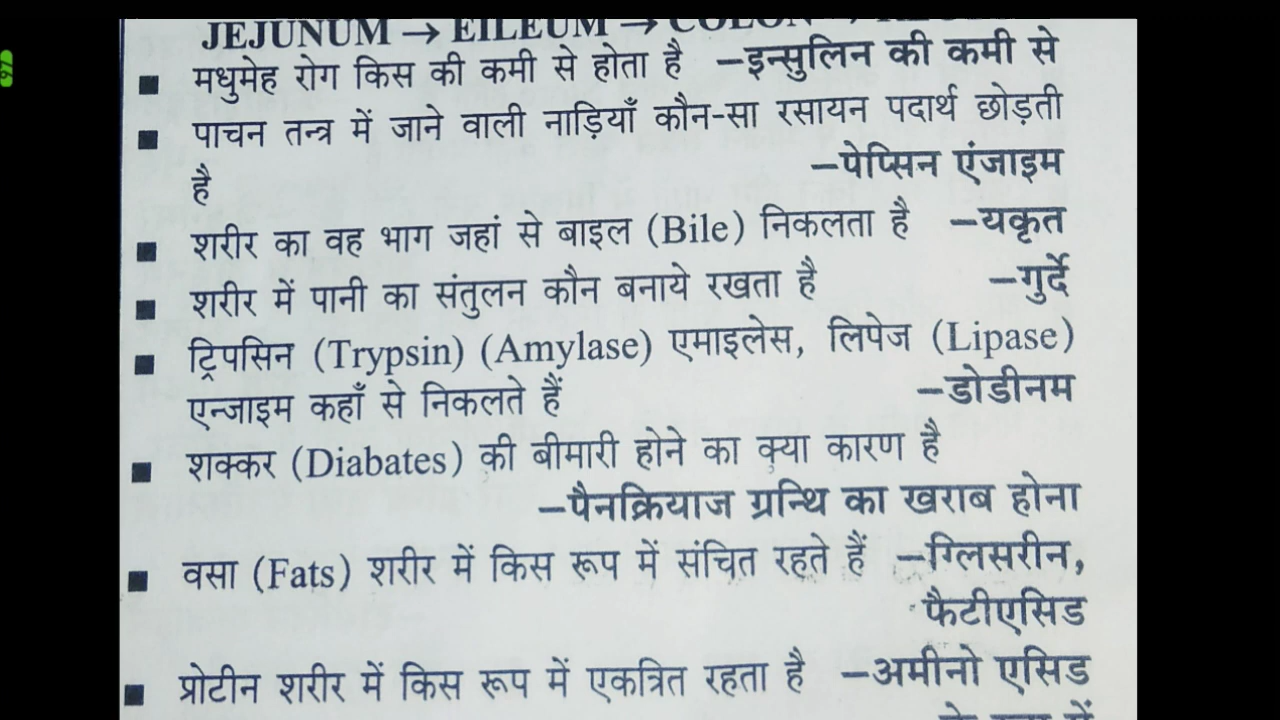 JEJUNUM → EILEUM → COLON →
■ मधुमेह रोग किस की कमी से होता है –इन्सुलिन की कमी से
■ पाचन तन्त्र में जाने वाली नाड़ियाँ कौन-सा रसायन पदार्थ छोड़ती
है –पेप्सिन एंजाइम
■ शरीर का वह भाग जहां से बाइल (Bile) निकलता है –यकृत
■ शरीर में पानी का संतुलन कौन बनाये रखता है –गुर्दे
■ ट्रिपसिन (Trypsin) (Amylase) एमाइलेस, लिपेज (Lipase)
एन्जाइम कहाँ से निकलते हैं –डोडीनम
■ शक्कर (Diabates) की बीमारी होने का क्या कारण है
–पैनक्रियाज ग्रन्थि का खराब होना
■ वसा (Fats) शरीर में किस रूप में संचित रहते हैं –ग्लिसरीन,
फैटीएसिड
■ प्रोटीन शरीर में किस रूप में एकत्रित रहता है –अमीनो एसिड
97